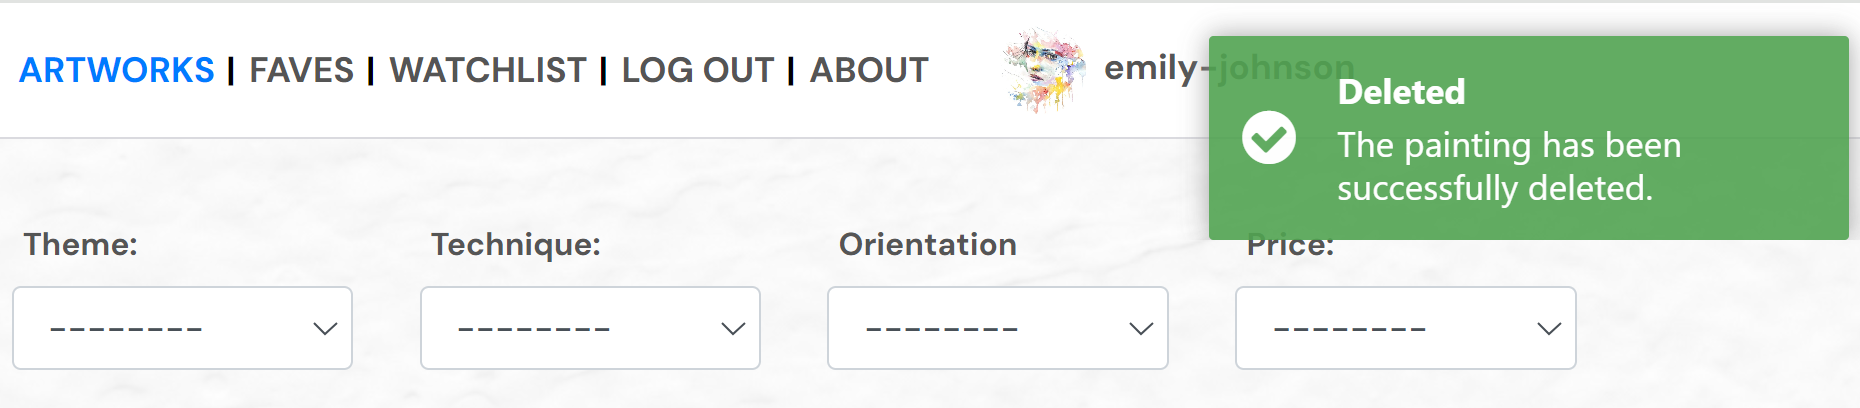 ARTWORKS | FAVES | WATCHLIST | LOG OUT | ABOUT
emily-johnson
Deleted
The painting has been
successfully deleted.
Theme: Technique: Orientation Price:
-------- -------- -------- --------